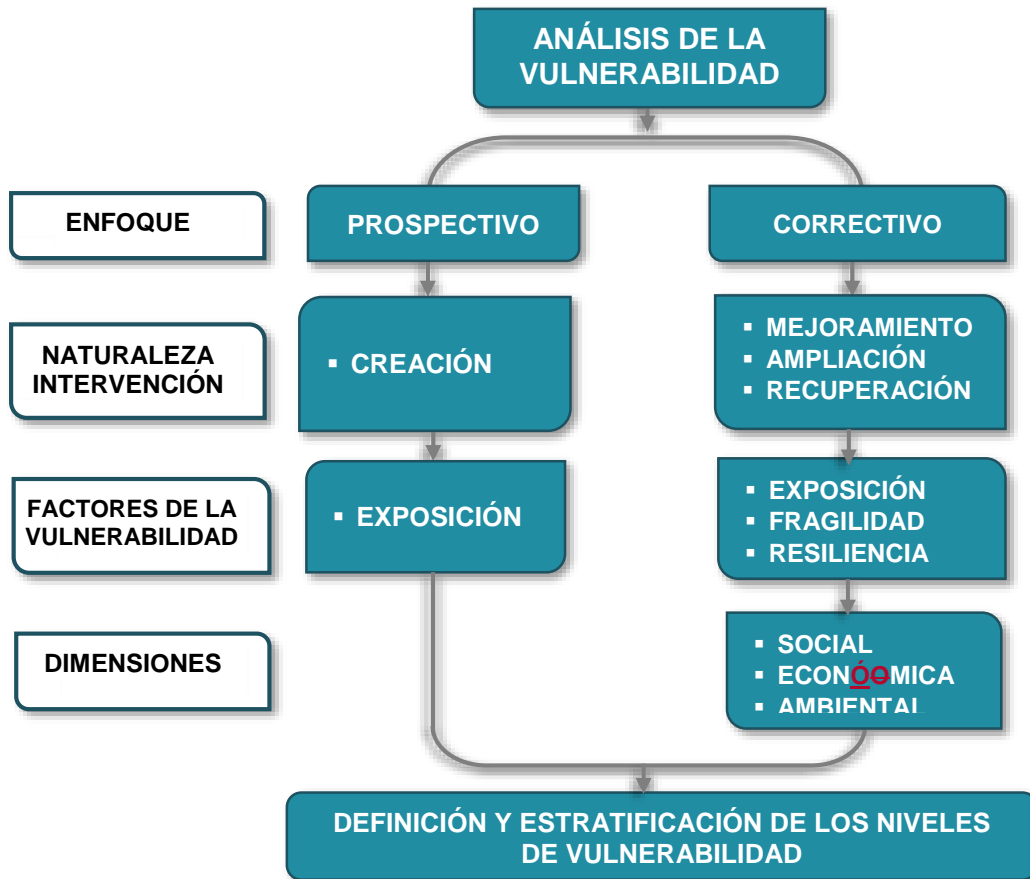 ANÁLISIS DE LA
VULNERABILIDAD
ENFOQUE
PROSPECTIVO
CORRECTIVO
NATURALEZA
INTERVENCIÓN
▪ CREACIÓN
▪ MEJORAMIENTO
▪ AMPLIACIÓN
▪ RECUPERACIÓN
FACTORES DE LA
VULNERABILIDAD
▪ EXPOSICIÓN
▪ EXPOSICIÓN
▪ FRAGILIDAD
▪ RESILIENCIA
DIMENSIONES
▪ SOCIAL
▪ ECONÓOMICA
▪ AMBIENTAL
DEFINICIÓN Y ESTRATIFICACIÓN DE LOS NIVELES
DE VULNERABILIDAD